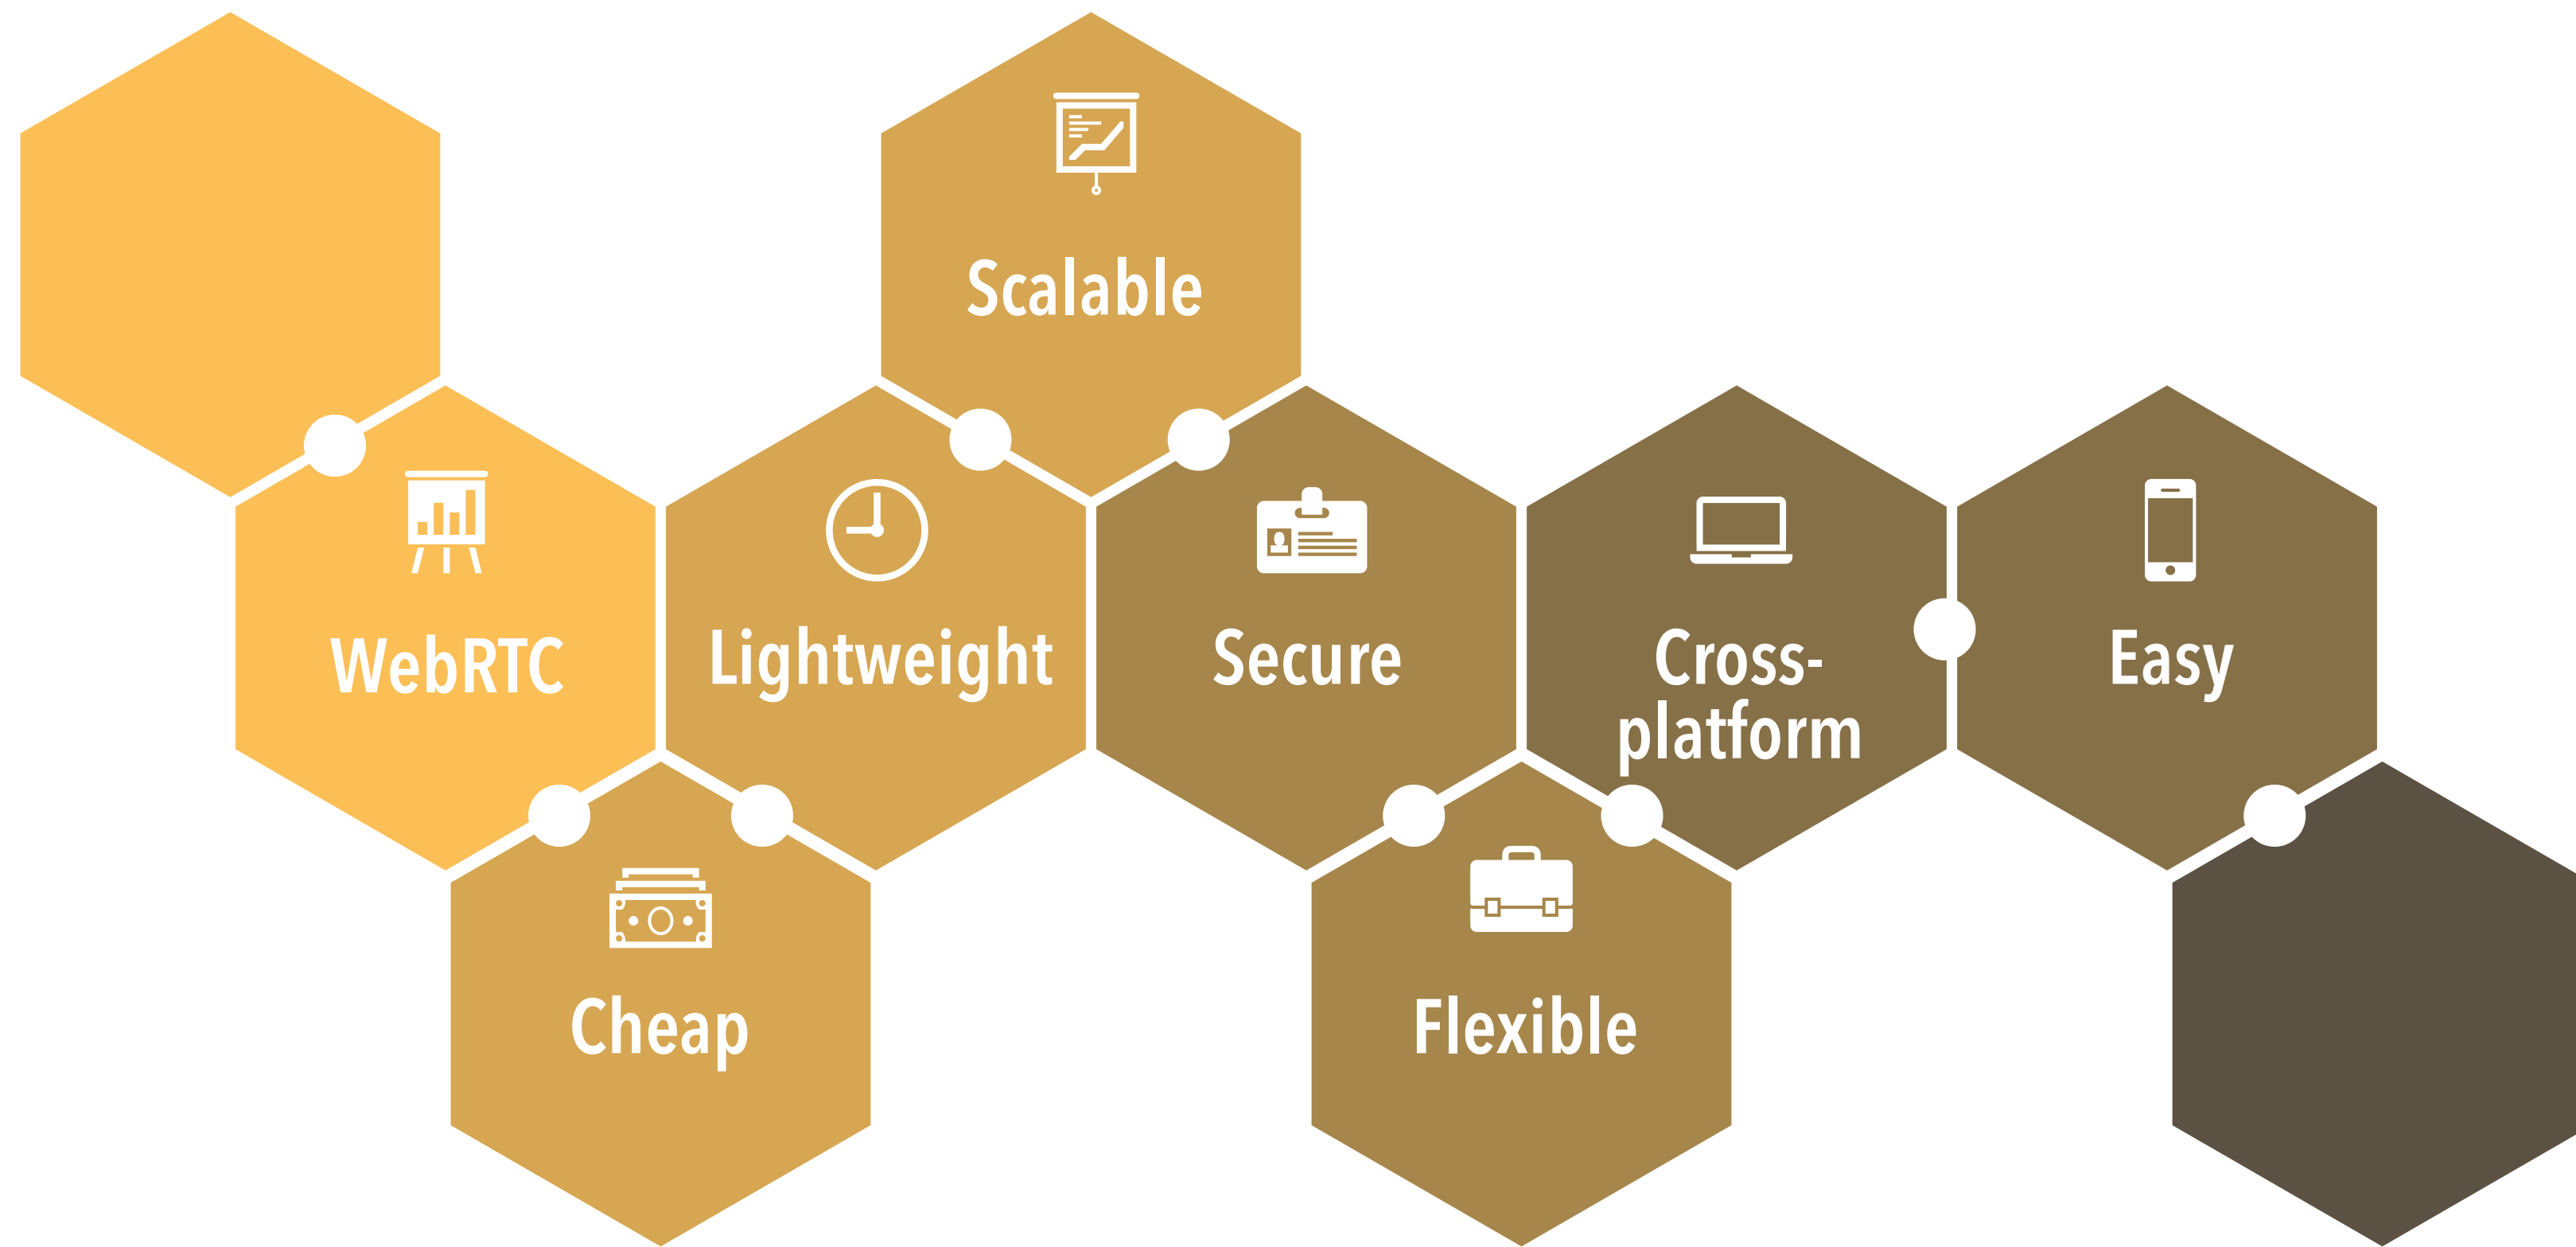 Scalable
WebRTC
Lightweight
Secure
Cross-
platform
Easy
Cheap
Flexible